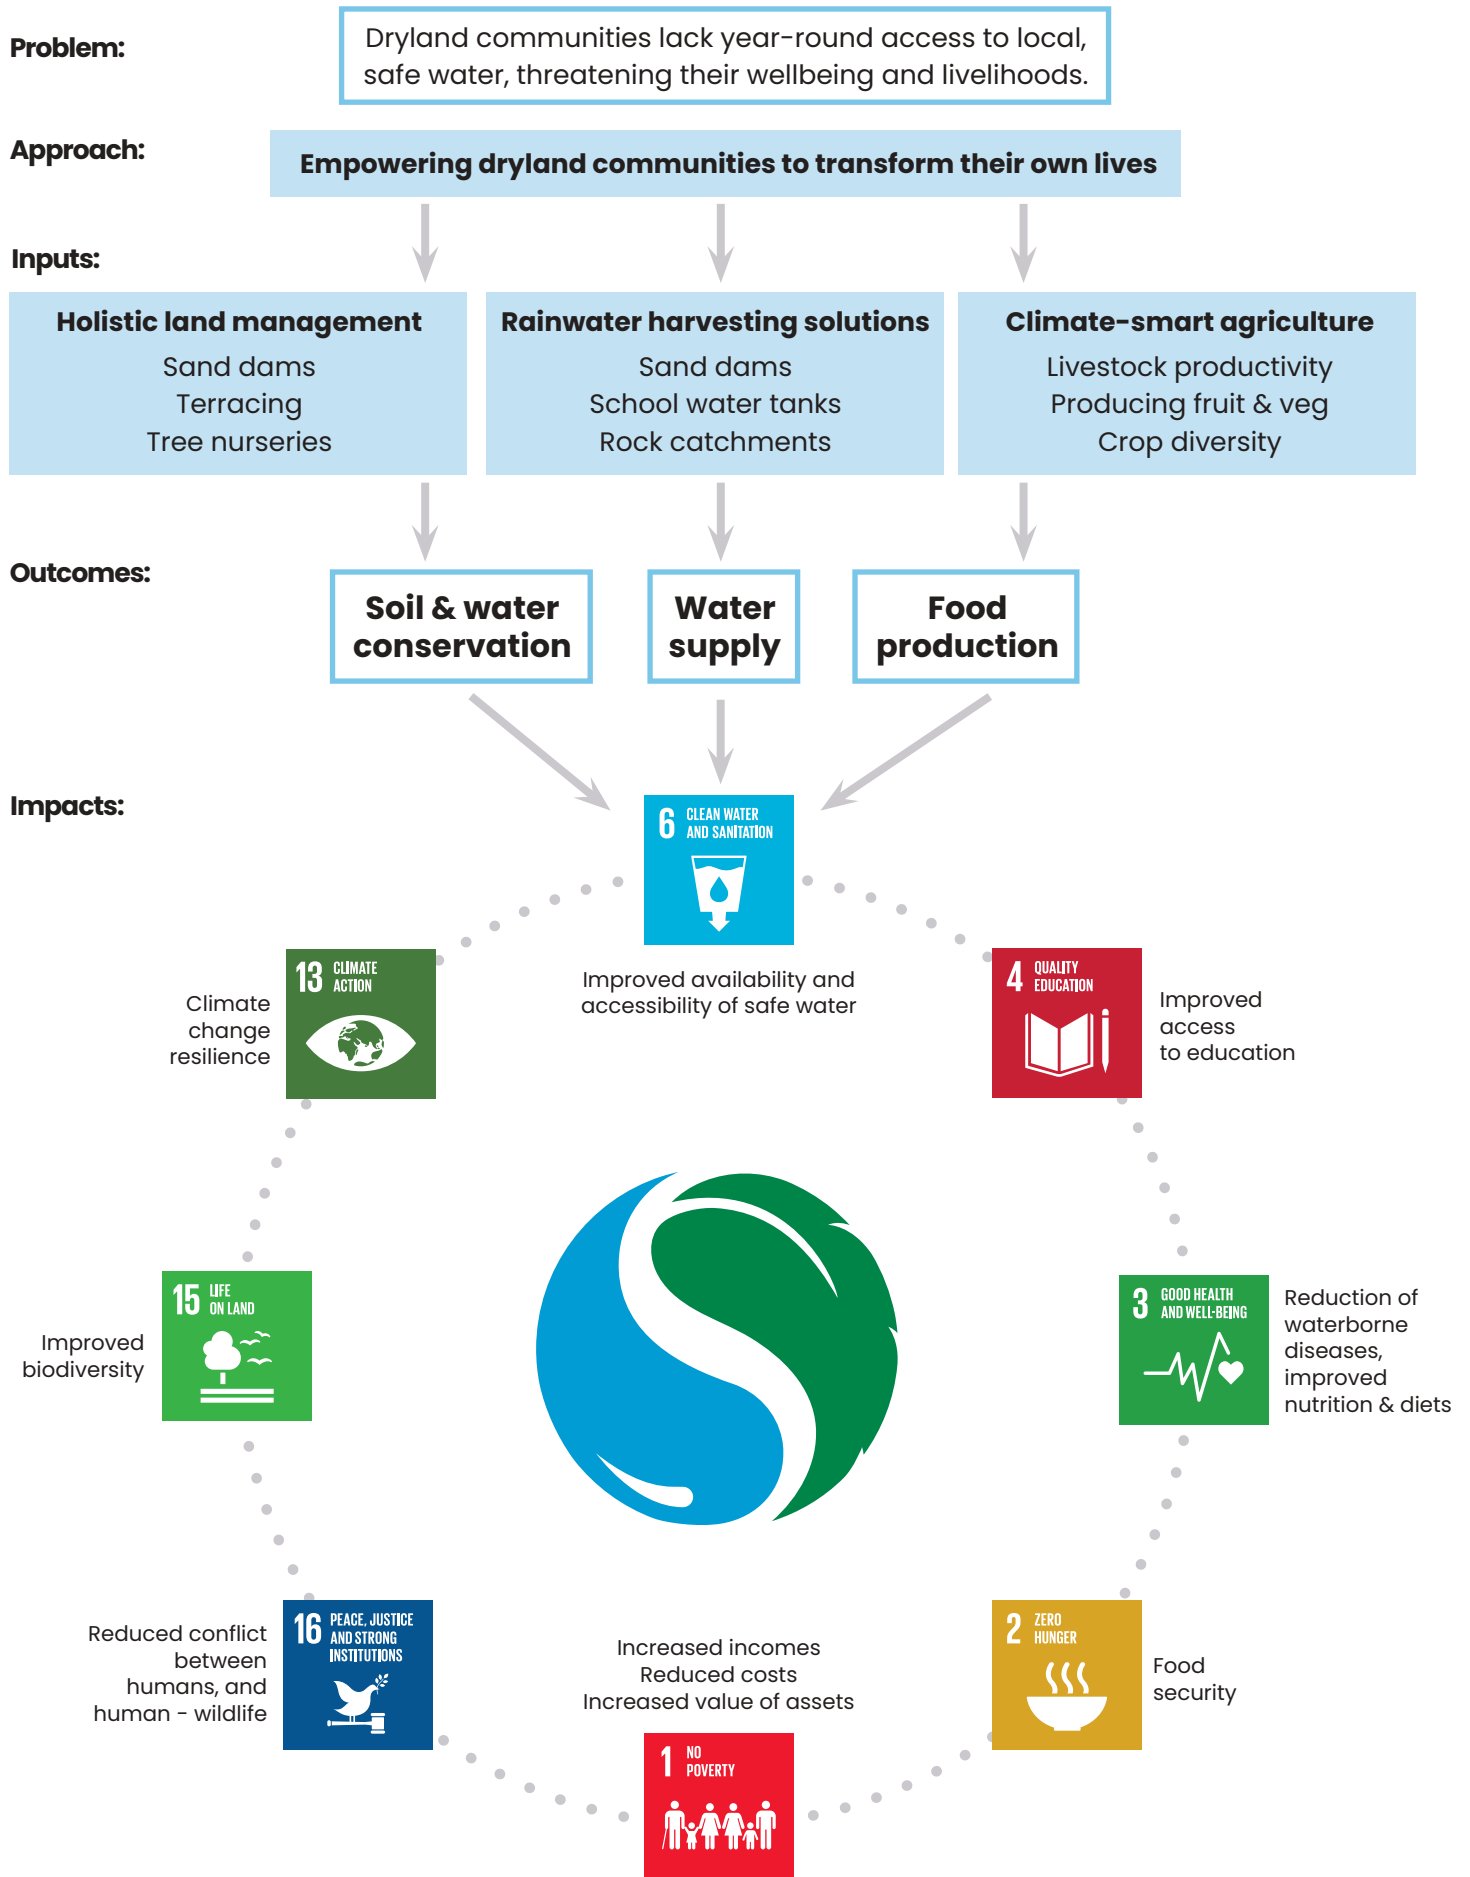 Problem:
Dryland communities lack year-round access to local,
safe water, threatening their wellbeing and livelihoods.
Approach:
Empowering dryland communities to transform their own lives
Inputs:
Holistic land management
Sand dams
Terracing
Tree nurseries
Rainwater harvesting solutions
Sand dams
School water tanks
Rock catchments
Climate-smart agriculture
Livestock productivity
Producing fruit & veg
Crop diversity
Outcomes:
Soil & water
conservation
Water
supply
Food
production
Impacts:
6 CLEAN WATER
AND SANITATION
Improved availability and
accessibility of safe water
13 CLIMATE
ACTION
Climate
change
resilience
4 QUALITY
EDUCATION
Improved
access
to education
15 LIFE
ON LAND
Improved
biodiversity
3 GOOD HEALTH
AND WELL-BEING
Reduction of
waterborne
diseases,
improved
nutrition & diets
16 PEACE, JUSTICE
AND STRONG
INSTITUTIONS
Reduced conflict
between
humans, and
human - wildlife
Increased incomes
Reduced costs
Increased value of assets
1 NO
POVERTY
2 ZERO
HUNGER
Food
security